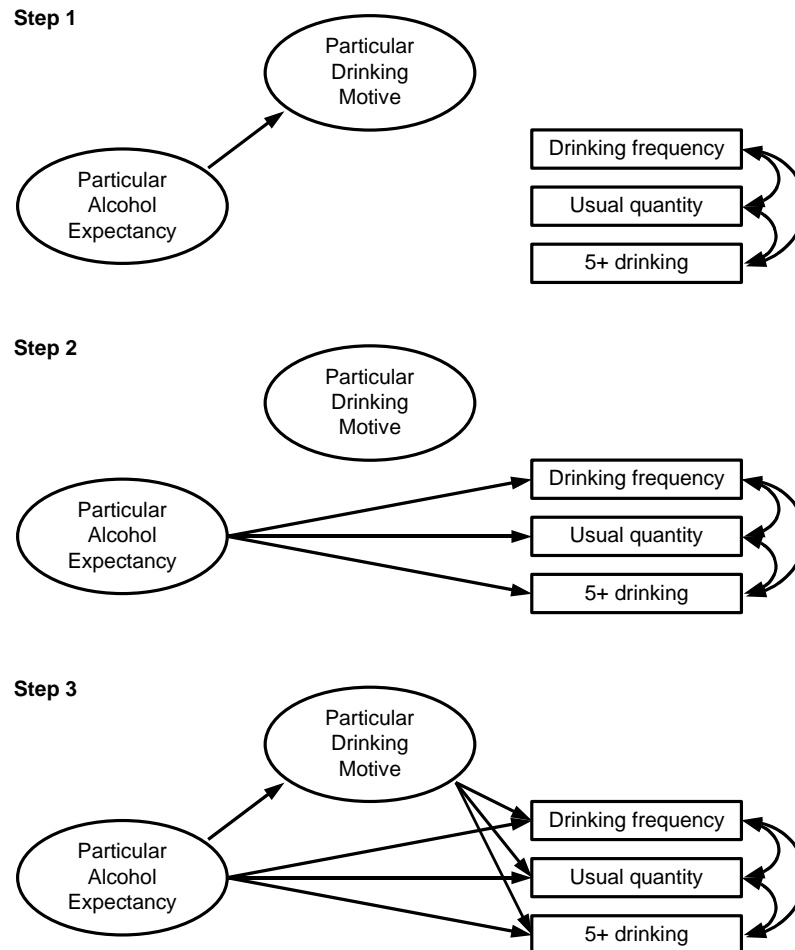 Step 1
Particular
Drinking
Motive
Particular
Alcohol
Expectancy
Drinking frequency
Usual quantity
5+ drinking
Step 2
Particular
Drinking
Motive
Particular
Alcohol
Expectancy
Drinking frequency
Usual quantity
5+ drinking
Step 3
Particular
Drinking
Motive
Particular
Alcohol
Expectancy
Drinking frequency
Usual quantity
5+ drinking